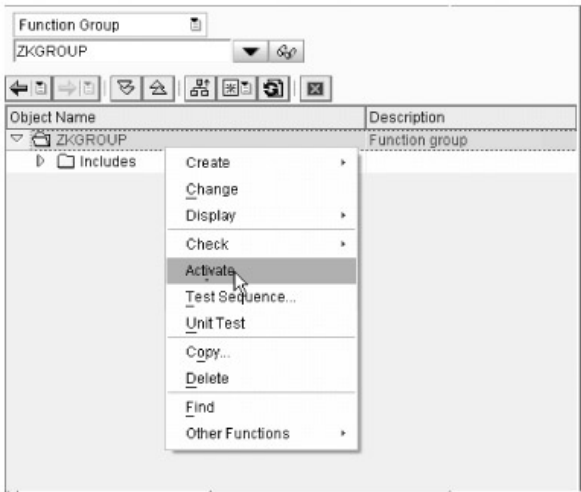 Function Group
ZKGROUP
Object Name Description
ZKGROUP Function group
Includes
Create
Change
Display
Check
Activate
Test Sequence...
Unit Test
Copy...
Delete
Find
Other Functions